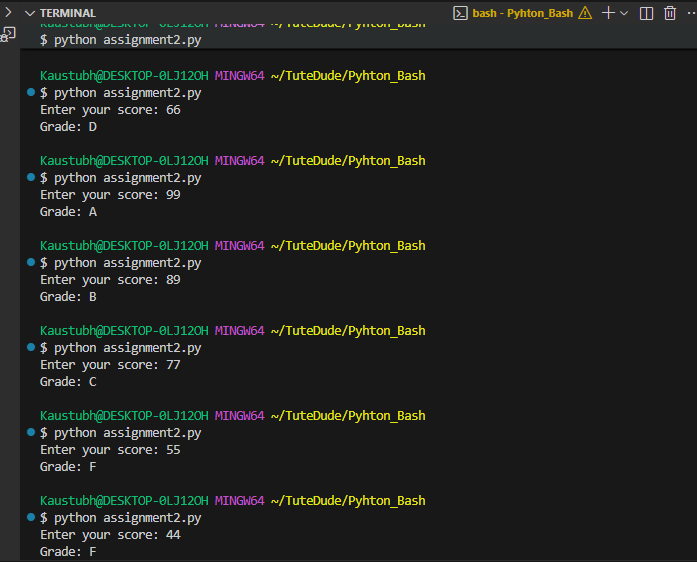 TERMINAL
bash - Pyhton_Bash
$ python assignment2.py
Kaustubh@DESKTOP-0LJ12OH MINGW64 ~/TuteDude/Pyhton_Bash
$ python assignment2.py
Enter your score: 66
Grade: D
Kaustubh@DESKTOP-0LJ12OH MINGW64 ~/TuteDude/Pyhton_Bash
$ python assignment2.py
Enter your score: 99
Grade: A
Kaustubh@DESKTOP-0LJ12OH MINGW64 ~/TuteDude/Pyhton_Bash
$ python assignment2.py
Enter your score: 89
Grade: B
Kaustubh@DESKTOP-0LJ12OH MINGW64 ~/TuteDude/Pyhton_Bash
$ python assignment2.py
Enter your score: 77
Grade: C
Kaustubh@DESKTOP-0LJ12OH MINGW64 ~/TuteDude/Pyhton_Bash
$ python assignment2.py
Enter your score: 55
Grade: F
Kaustubh@DESKTOP-0LJ12OH MINGW64 ~/TuteDude/Pyhton_Bash
$ python assignment2.py
Enter your score: 44
Grade: F